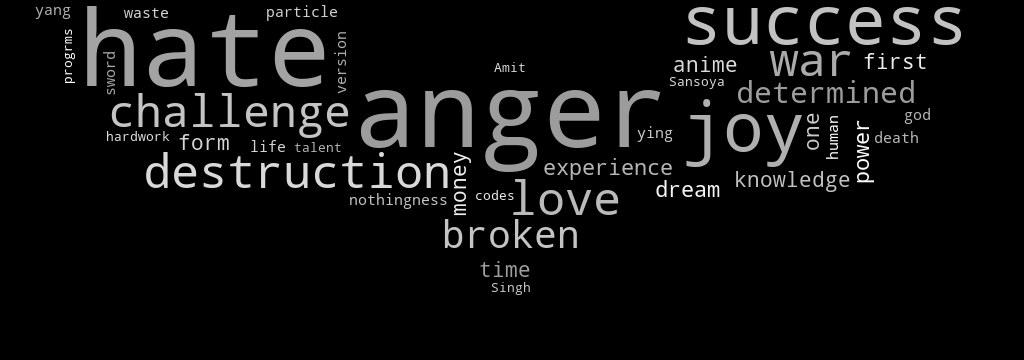 yang
waste
particle
success
hate
progrms
sword
version
war
first
anime
Amit
Sansoya
determined
anger
challenge
joy
god
one
human
power
death
hardwork
form
life
talent
ying
destruction
money
experience
knowledge
dream
nothingness
codes
love
broken
time
Singh